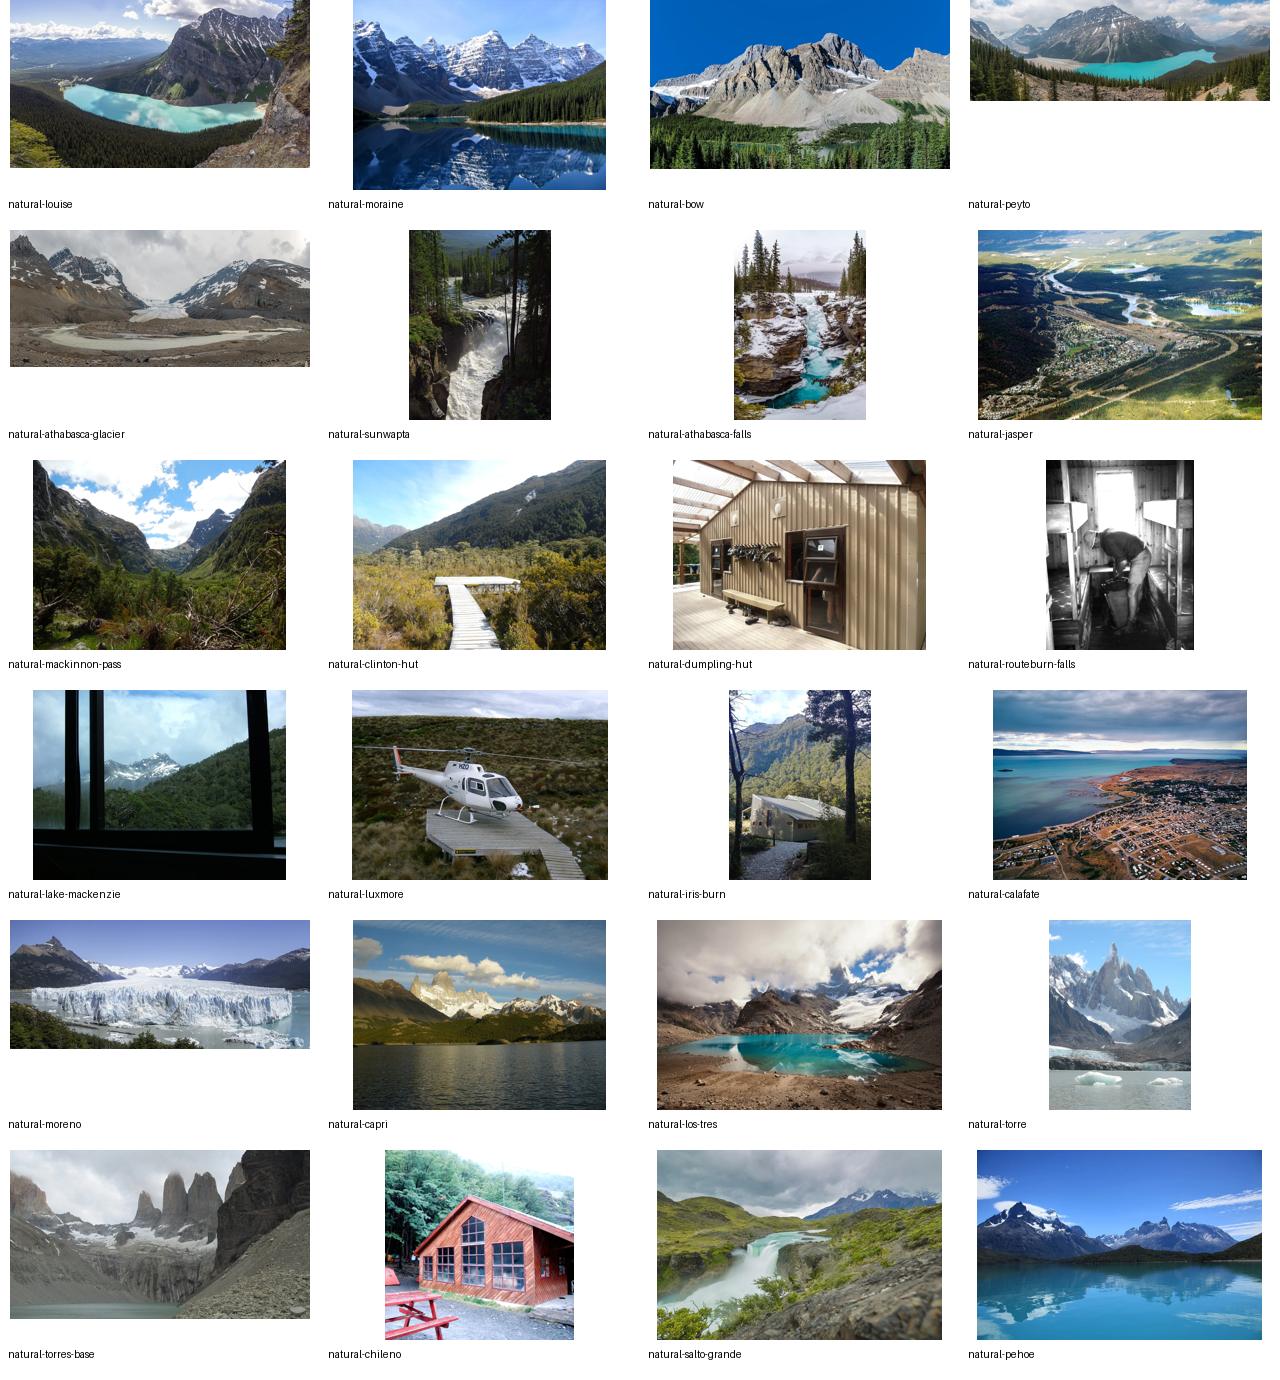 natural-louise
natural-moraine
natural-bow
natural-peyto
natural-athabasca-glacier
natural-sunwapta
natural-athabasca-falls
natural-jasper
natural-mackinnon-pass
natural-clinton-hut
natural-dumpling-hut
natural-routeburn-falls
HZO
natural-lake-mackenzie
natural-luxmore
natural-iris-burn
natural-calafate
natural-moreno
natural-capri
natural-los-tres
natural-torre
natural-torres-base
natural-chileno
natural-salto-grande
natural-pehoe